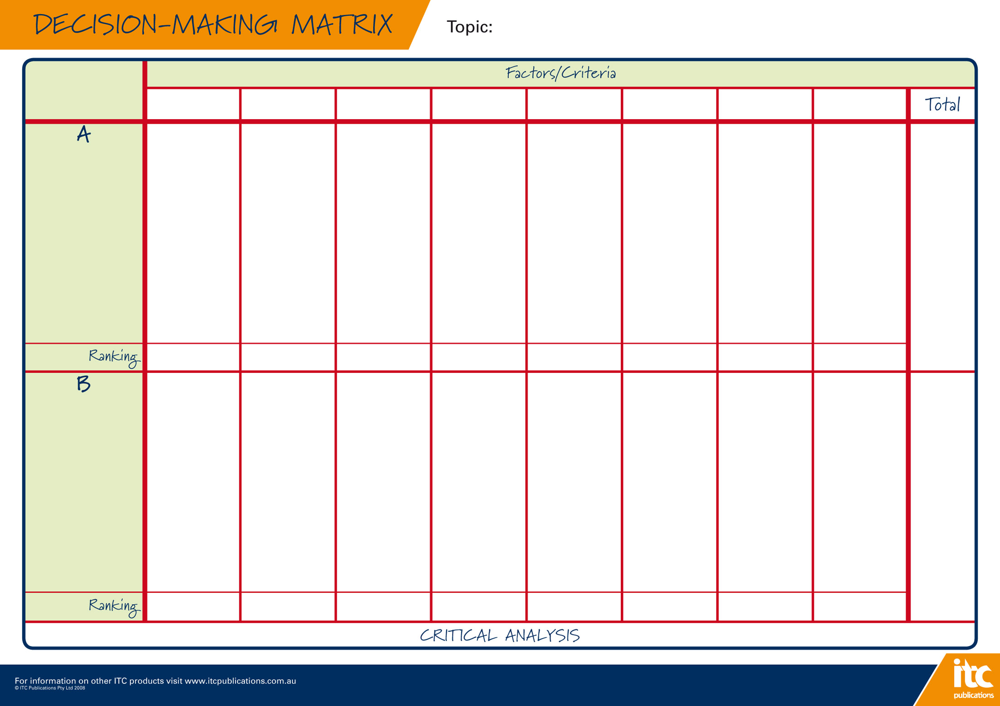 DECISION-MAKING MATRIX
Topic:
Factors/Criteria
Total
A
Ranking
B
Ranking
CRITICAL ANALYSIS
For information on other ITC products visit www.itcpublications.com.au
© ITC Publications Pty Ltd 2008
itc
publications